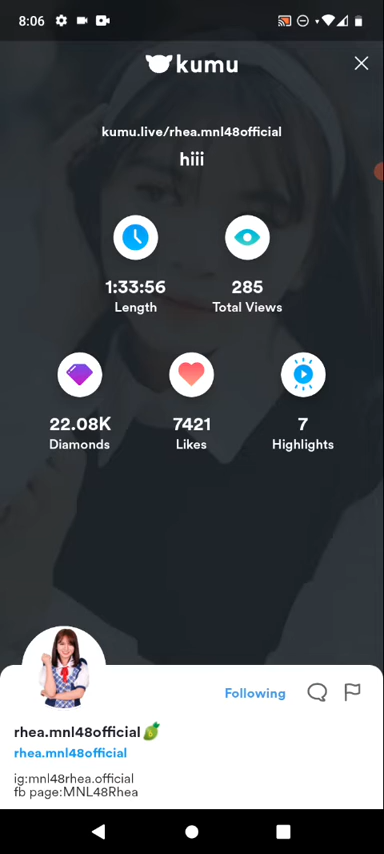 8:06
kumu
kumu.live/rhea.mnl48official
hiii
1:33:56
Length
285
Total Views
22.08K
Diamonds
7421
Likes
7
Highlights
Following
rhea.mnl48official
rhea.mnl48official
ig:mnl48rhea.official
fb page:MNL48Rhea